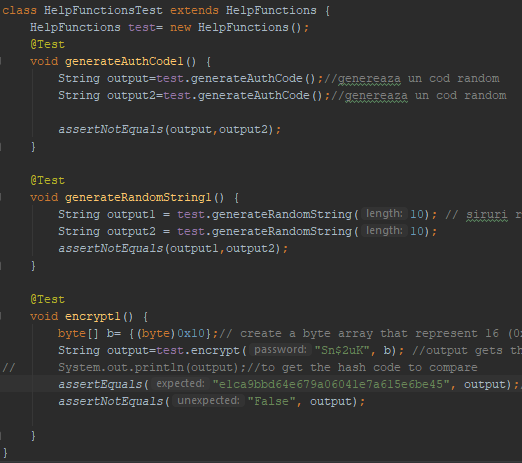 class HelpFunctionsTest extends HelpFunctions {
HelpFunctions test= new HelpFunctions();
@Test
void generateAuthCode1() {
String output=test.generateAuthCode();//genereaza un cod random
String output2=test.generateAuthCode();//genereaza un cod random
assertNotEquals(output,output2);
}
@Test
void generateRandomString1() {
String output1 = test.generateRandomString( length: 10); // siruri r
String output2 = test.generateRandomString( length: 10);
assertNotEquals(output1,output2);
}
@Test
void encrypt1() {
byte[] b= {(byte)0x10};// create a byte array that represent 16 (0x
String output=test.encrypt( password: "Sn$2uK", b); //output gets th
// System.out.println(output);//to get the hash code to compare
assertEquals( expected: "e1ca9bbd64e679a06041e7a615e6be45", output);/
assertNotEquals( unexpected: "False", output);
}
}